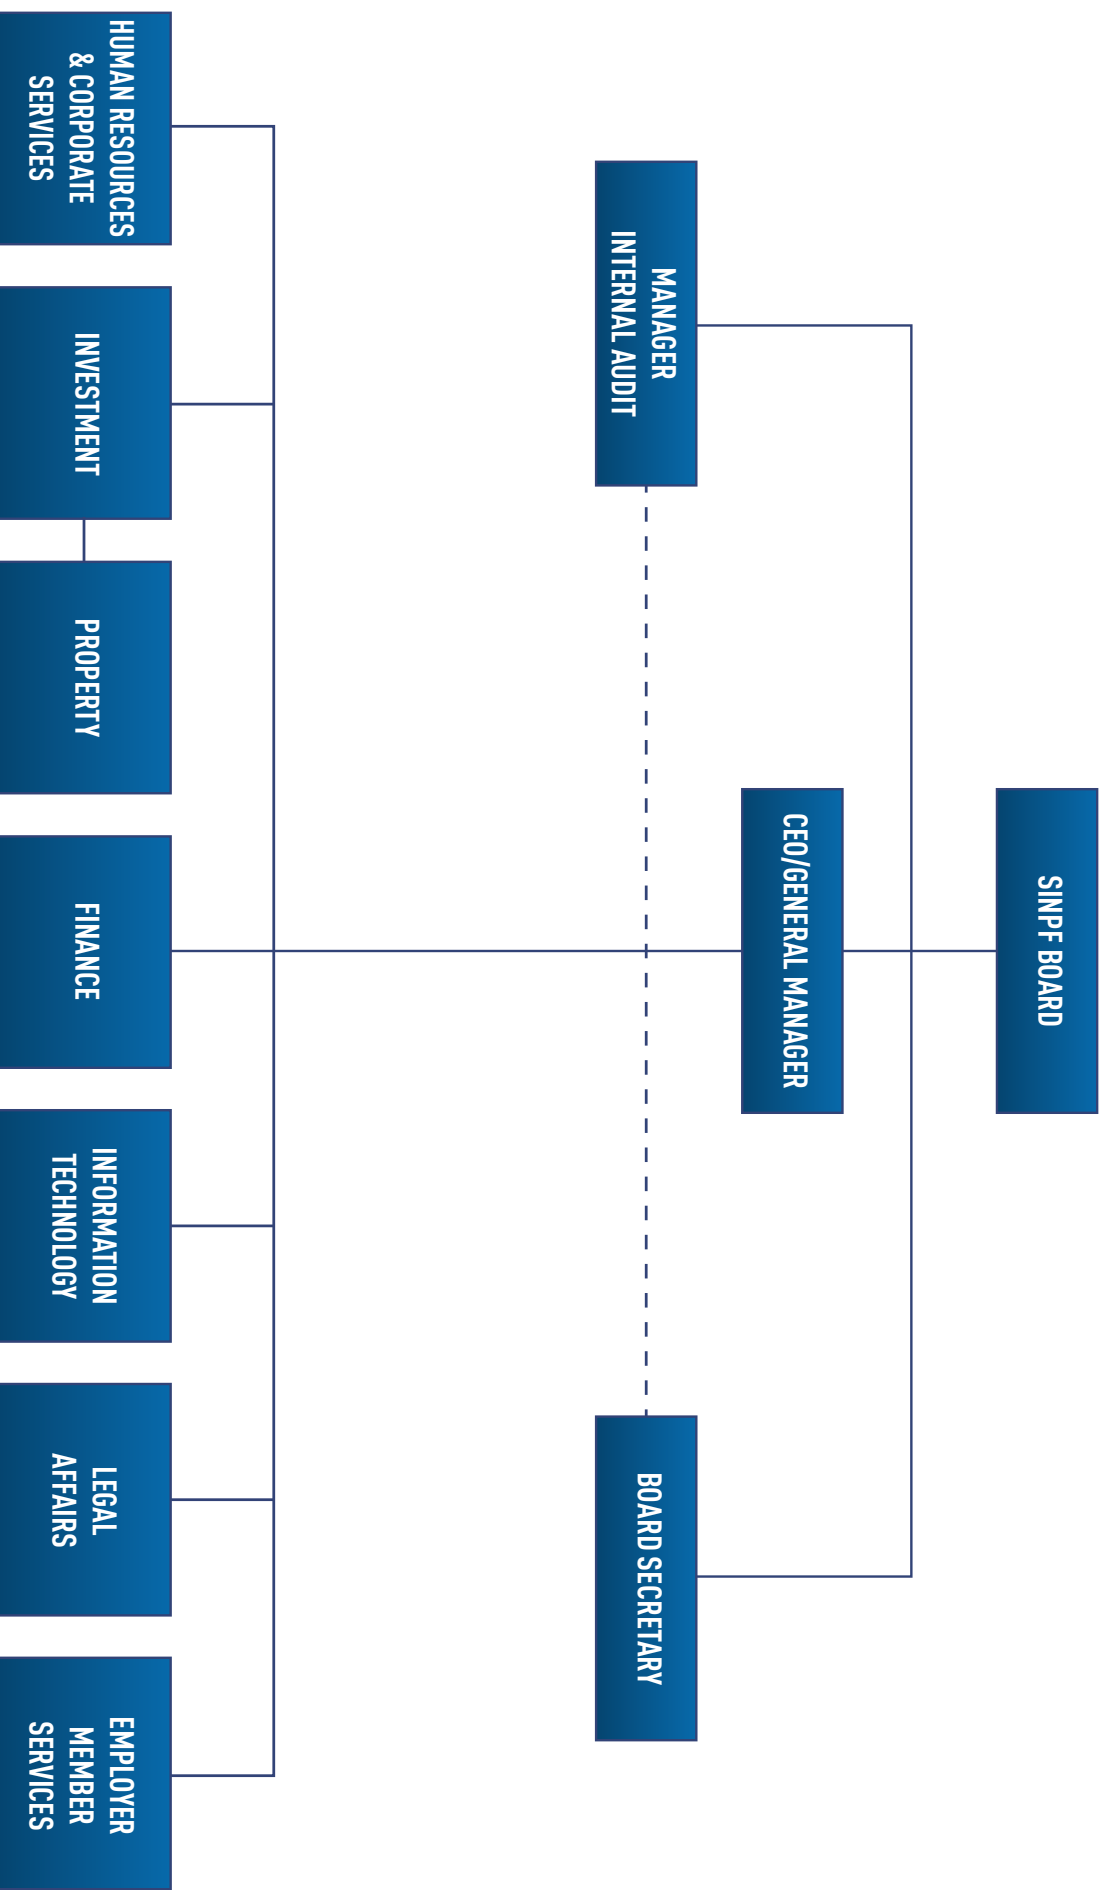 SINPF BOARD
CEO/GENERAL MANAGER
MANAGER
INTERNAL AUDIT
BOARD SECRETARY
HUMAN RESOURCES
& CORPORATE
SERVICES
INVESTMENT
PROPERTY
FINANCE
INFORMATION
TECHNOLOGY
LEGAL
AFFAIRS
EMPLOYER
MEMBER
SERVICES